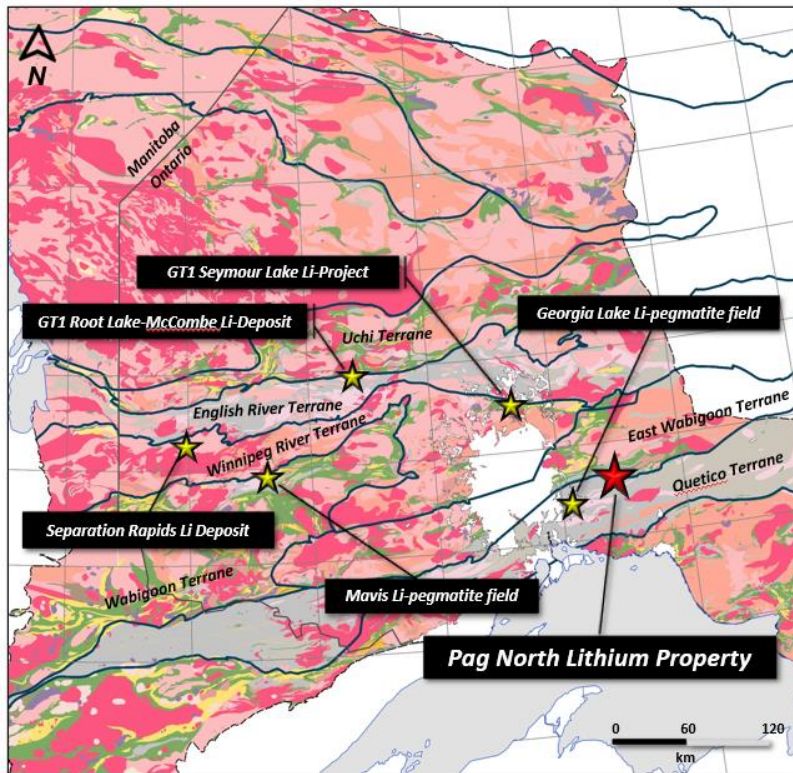 N
Manitoba
Ontario
GT1 Seymour Lake Li-Project
GT1 Root Lake-McCombe Li-Deposit
Georgia Lake Li-pegmatite field
Uchi Terrane
English River Terrane
Winnipeg River Terrane
East Wabigoon Terrane
Quetico Terrane
Separation Rapids Li Deposit
Wabigoon Terrane
Mavis Li-pegmatite field
Pag North Lithium Property
0 60 120
km